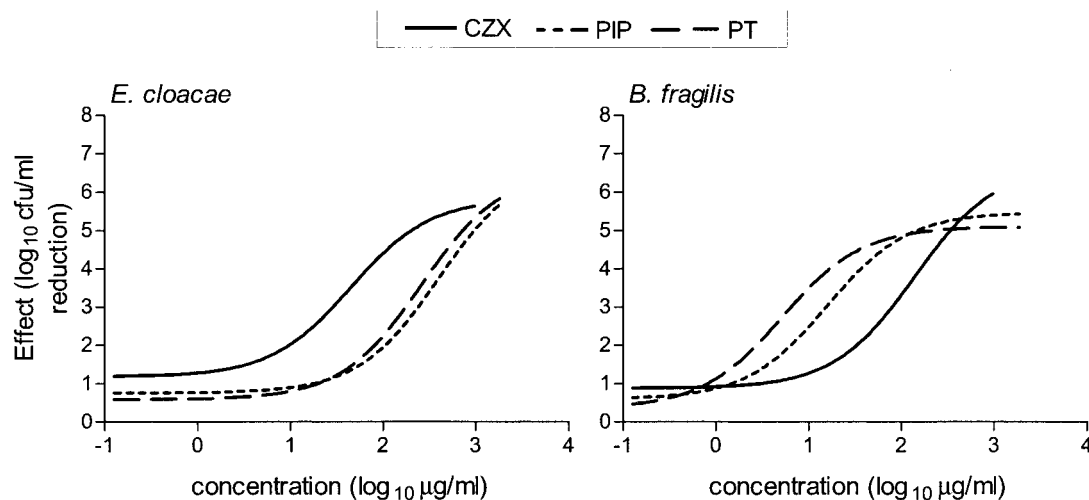 CZX PIP PT
E. cloacae
8
7
6
5
4
3
2
1
0
-1 0 1 2 3 4
Effect (log10 cfu/ml
reduction)
concentration (log10 µg/ml)
B. fragilis
8
7
6
5
4
3
2
1
0
-1 0 1 2 3 4
concentration (log10 µg/ml)